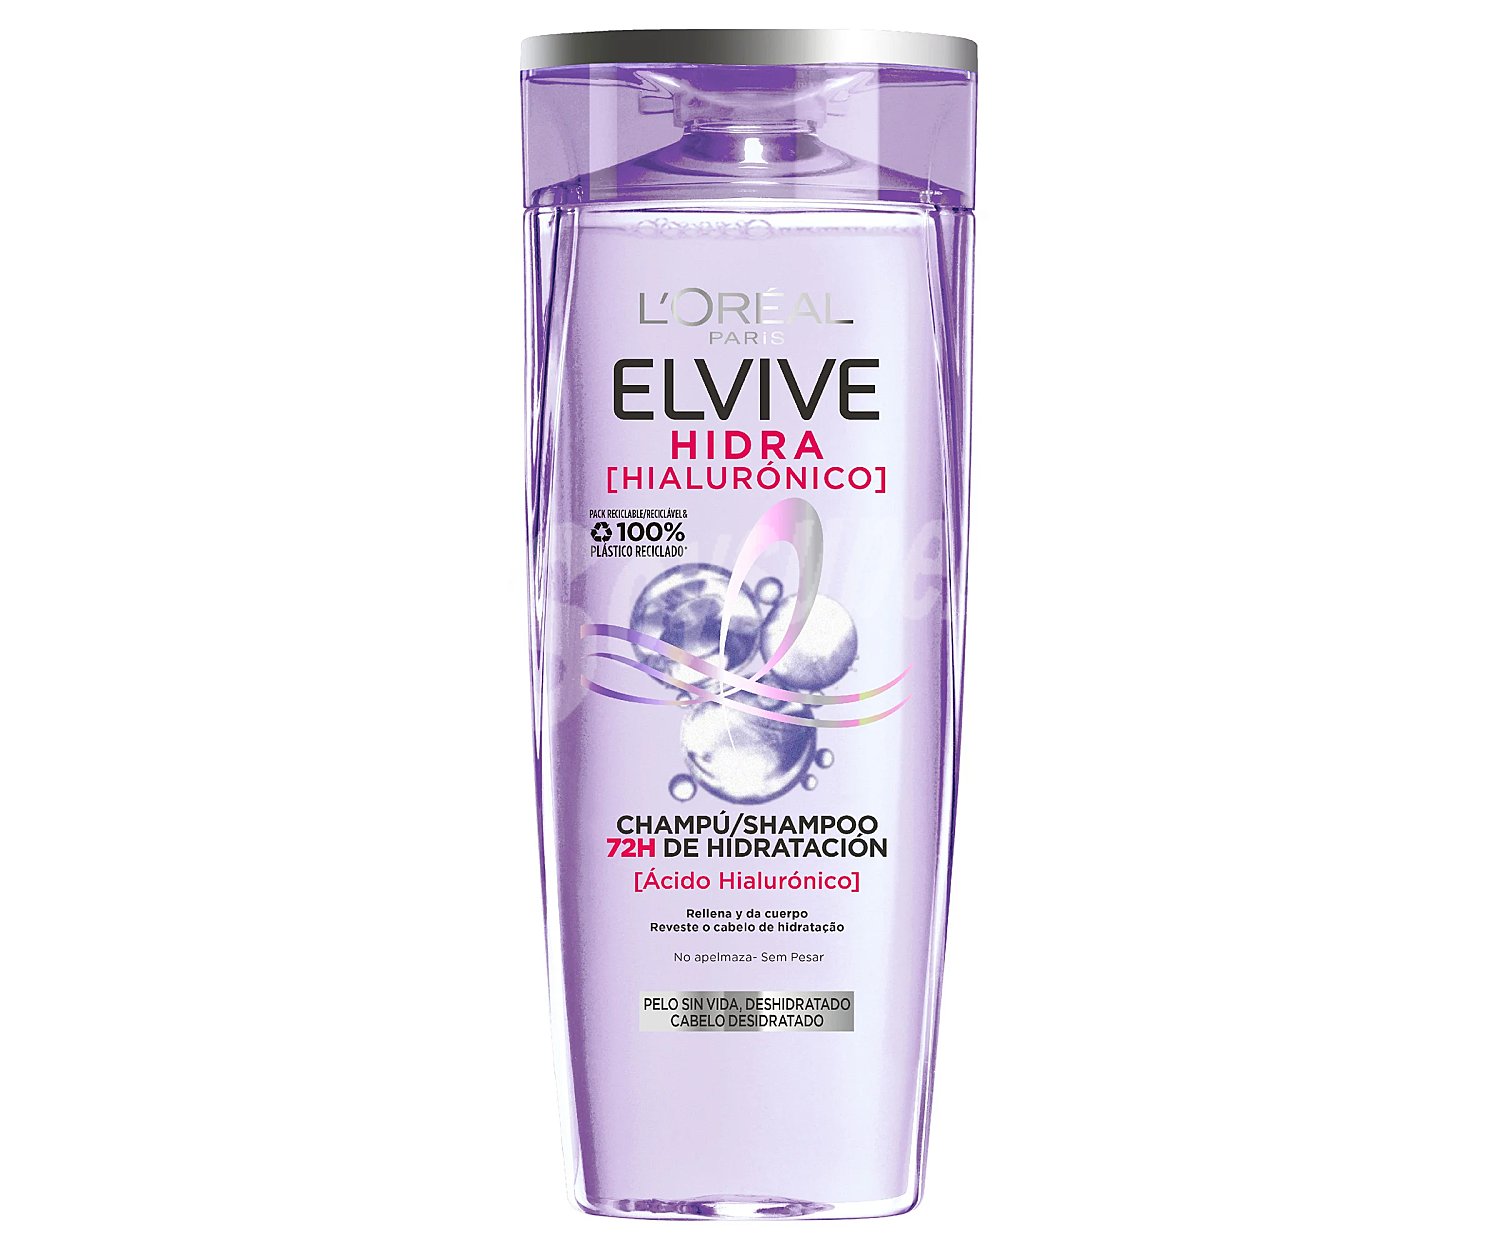 L'ORÉAL
PARiS
ELVIVE
HIDRA
[HIALURÓNICO]
PACK RECICLABLE/RECICLÁVEL&
100%
PLÁSTICO RECICLADO*
CHAMPÚ/SHAMPOO
72H DE HIDRATACIÓN
[Ácido Hialurónico]
Rellena y da cuerpo
Reveste o cabelo de hidratação
No apelmaza- Sem Pesar
PELO SIN VIDA, DESHIDRATADO
CABELO DESIDRATADO